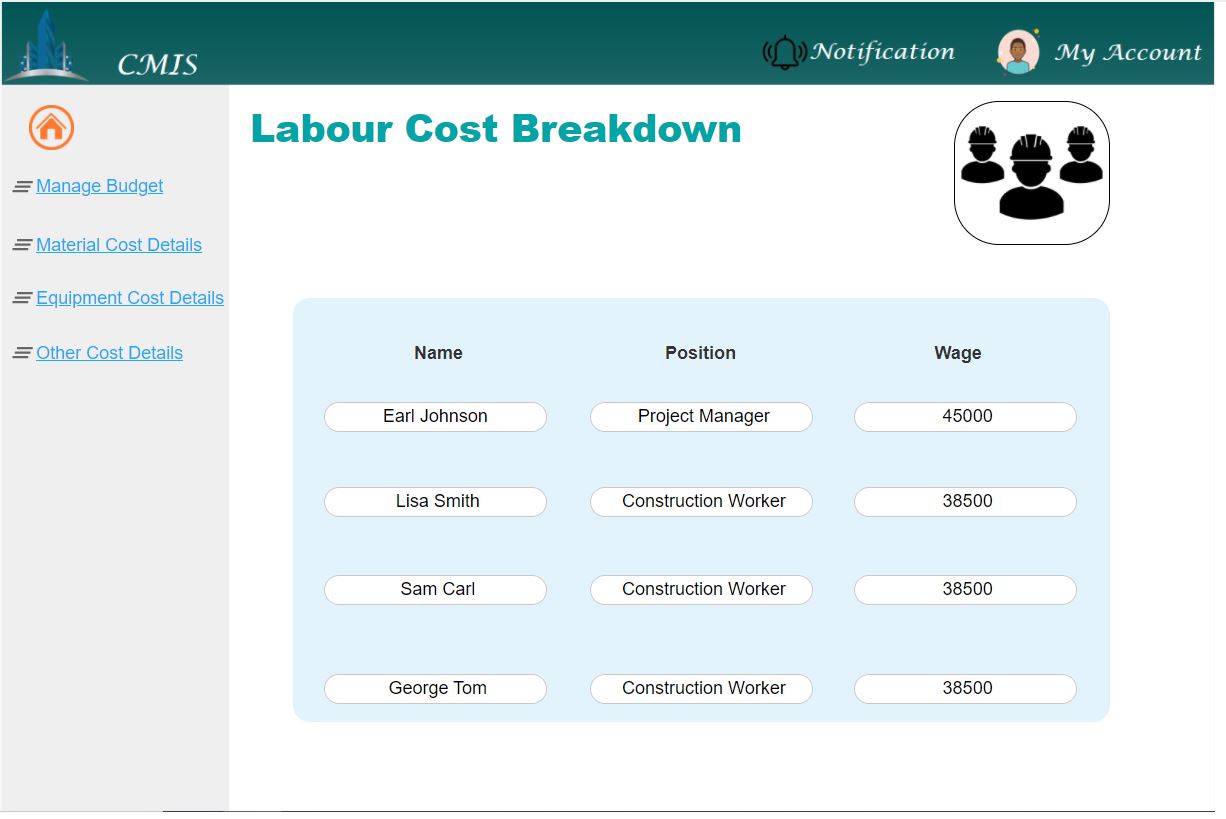 CMIS
Notification
My Account
Manage Budget
Material Cost Details
Equipment Cost Details
Other Cost Details
Labour Cost Breakdown
Name Position Wage
Earl Johnson Project Manager 45000
Lisa Smith Construction Worker 38500
Sam Carl Construction Worker 38500
George Tom Construction Worker 38500